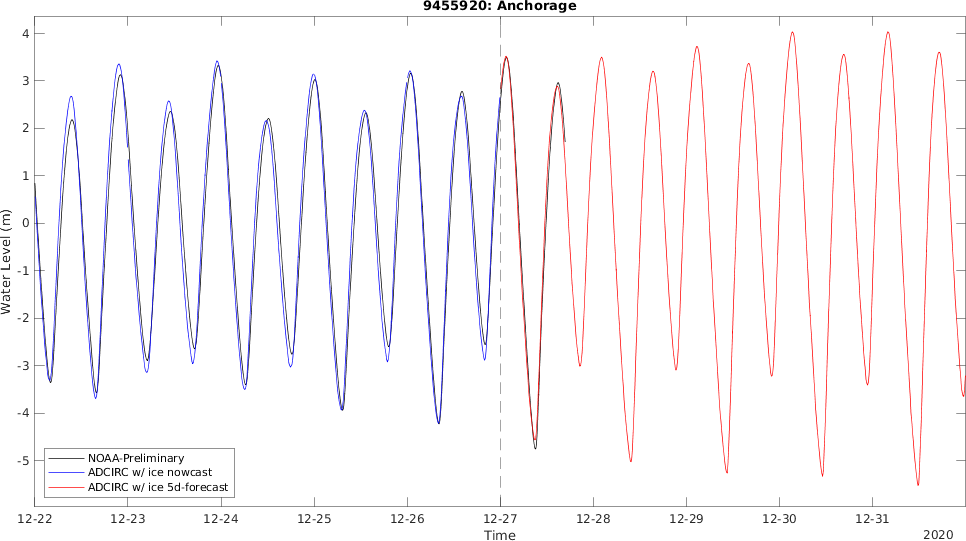 9455920: Anchorage
4
3
2
1
0
-1
-2
-3
-4
-5
Water Level (m)
NOAA-Preliminary
ADCIRC w/ ice nowcast
ADCIRC w/ ice 5d-forecast
12-22 12-23 12-24 12-25 12-26 12-27 12-28 12-29 12-30 12-31
Time
2020